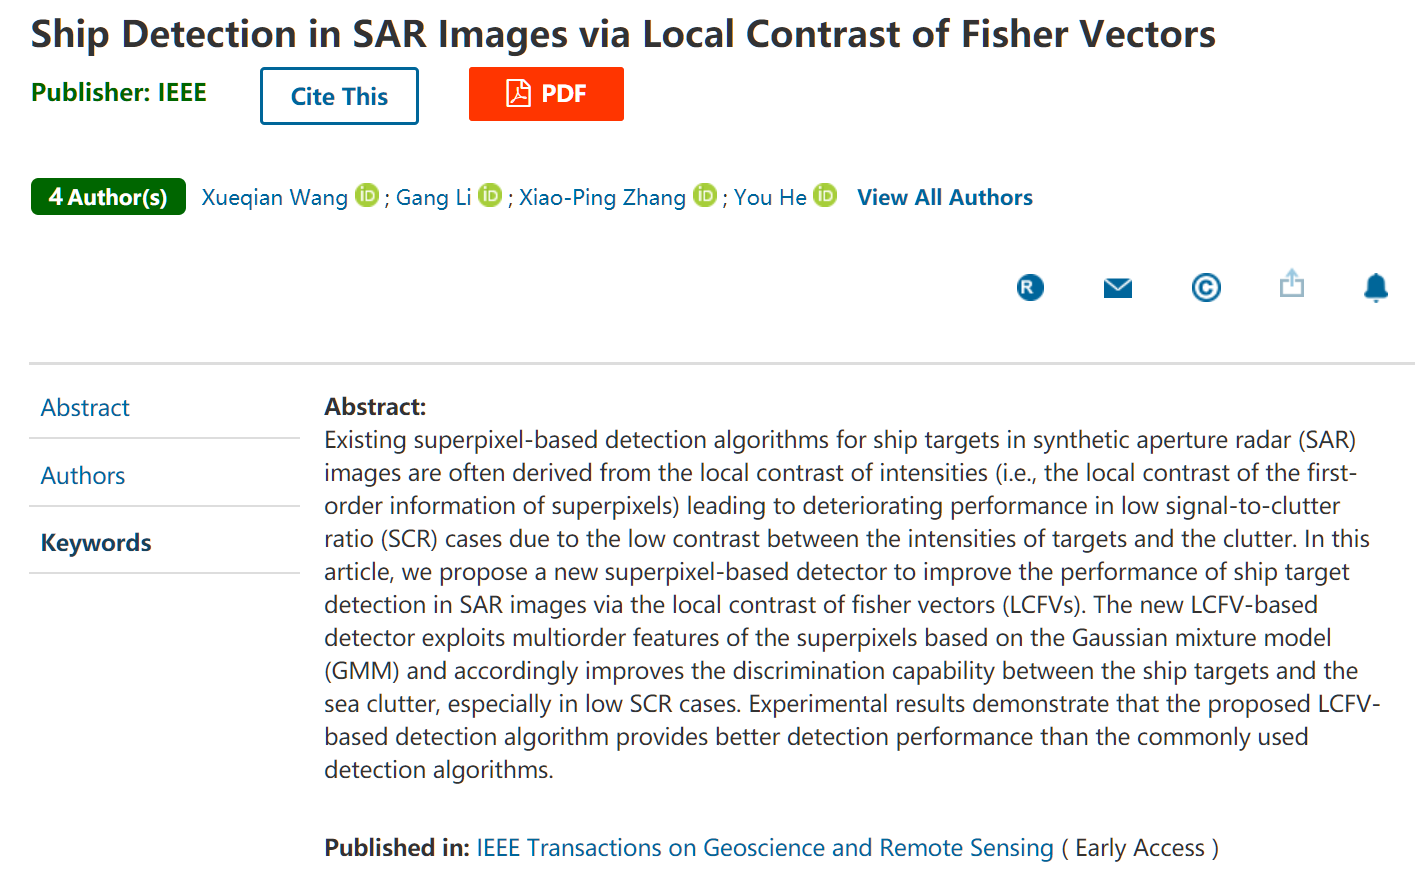 Ship Detection in SAR Images via Local Contrast of Fisher Vectors
Publisher: IEEE
Cite This
PDF
4 Author(s)
Xueqian Wang iD ; Gang Li iD ; Xiao-Ping Zhang iD ; You He iD View All Authors
R
©
Abstract
Authors
Keywords
Abstract:
Existing superpixel-based detection algorithms for ship targets in synthetic aperture radar (SAR)
images are often derived from the local contrast of intensities (i.e., the local contrast of the first-
order information of superpixels) leading to deteriorating performance in low signal-to-clutter
ratio (SCR) cases due to the low contrast between the intensities of targets and the clutter. In this
article, we propose a new superpixel-based detector to improve the performance of ship target
detection in SAR images via the local contrast of fisher vectors (LCFVs). The new LCFV-based
detector exploits multiorder features of the superpixels based on the Gaussian mixture model
(GMM) and accordingly improves the discrimination capability between the ship targets and the
sea clutter, especially in low SCR cases. Experimental results demonstrate that the proposed LCFV-
based detection algorithm provides better detection performance than the commonly used
detection algorithms.
Published in: IEEE Transactions on Geoscience and Remote Sensing ( Early Access )